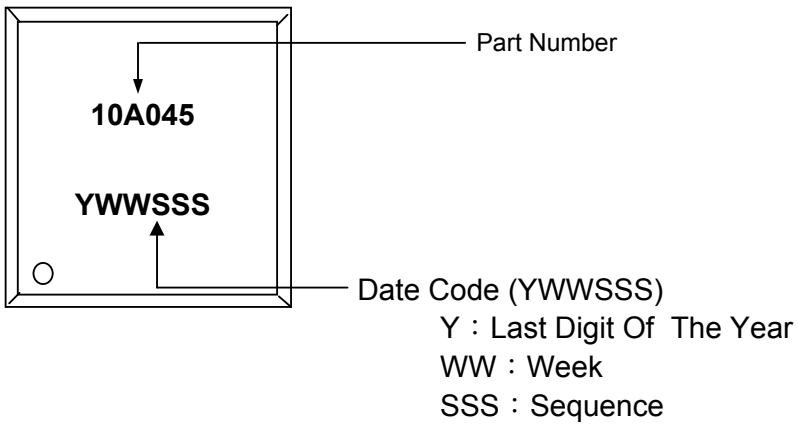 Part Number
10A045
YWWSSS
Date Code (YWWSSS)
Y：Last Digit Of The Year
WW：Week
SSS：Sequence